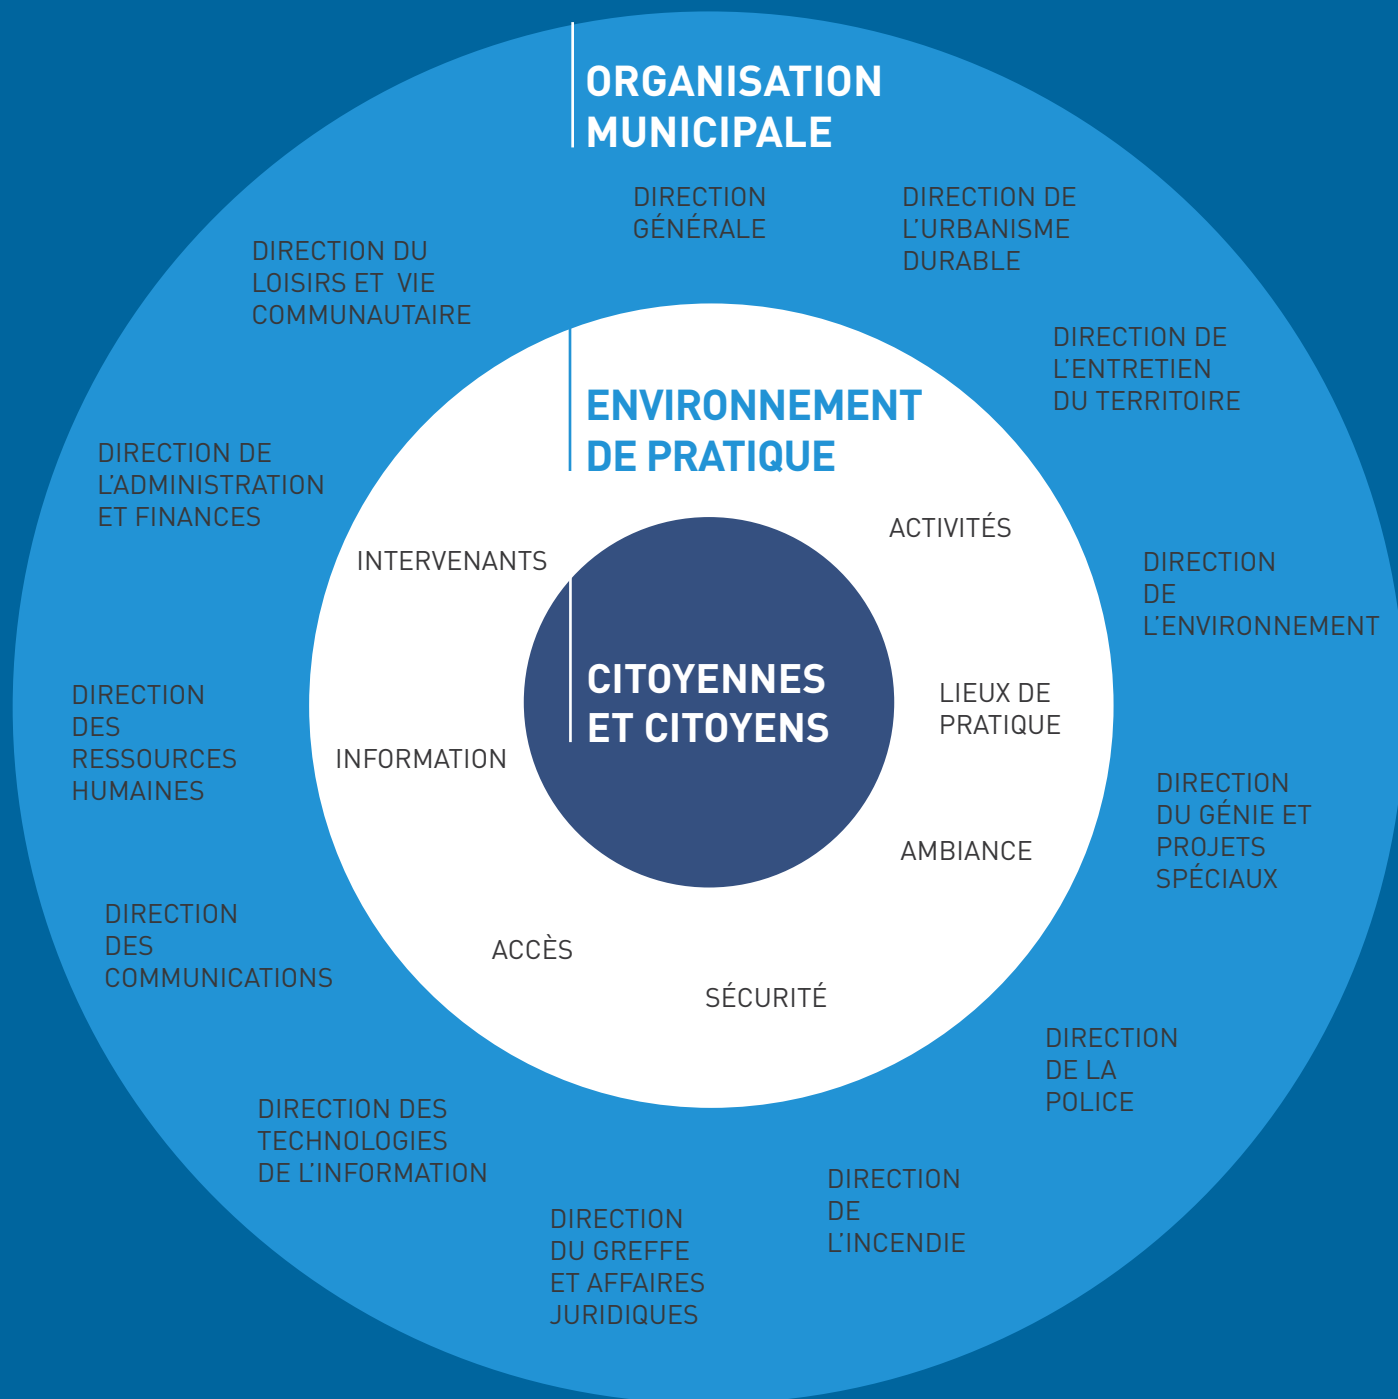 ORGANISATION
MUNICIPALE
DIRECTION
GÉNÉRALE
DIRECTION DE
L'URBANISME
DURABLE
DIRECTION DE
L'ENTRETIEN
DU TERRITOIRE
DIRECTION
DE
L'ENVIRONNEMENT
DIRECTION
DU GÉNIE ET
PROJETS
SPÉCIAUX
DIRECTION
DE LA
POLICE
DIRECTION
DE
L'INCENDIE
DIRECTION
DU GREFFE
ET AFFAIRES
JURIDIQUES
DIRECTION DES
TECHNOLOGIES
DE L'INFORMATION
DIRECTION
DES
COMMUNICATIONS
DIRECTION
DES
RESSOURCES
HUMAINES
DIRECTION DE
L'ADMINISTRATION
ET FINANCES
DIRECTION DU
LOISIRS ET VIE
COMMUNAUTAIRE
ENVIRONNEMENT
DE PRATIQUE
ACTIVITÉS
LIEUX DE
PRATIQUE
AMBIANCE
SÉCURITÉ
ACCÈS
INFORMATION
INTERVENANTS
CITOYENNES
ET CITOYENS